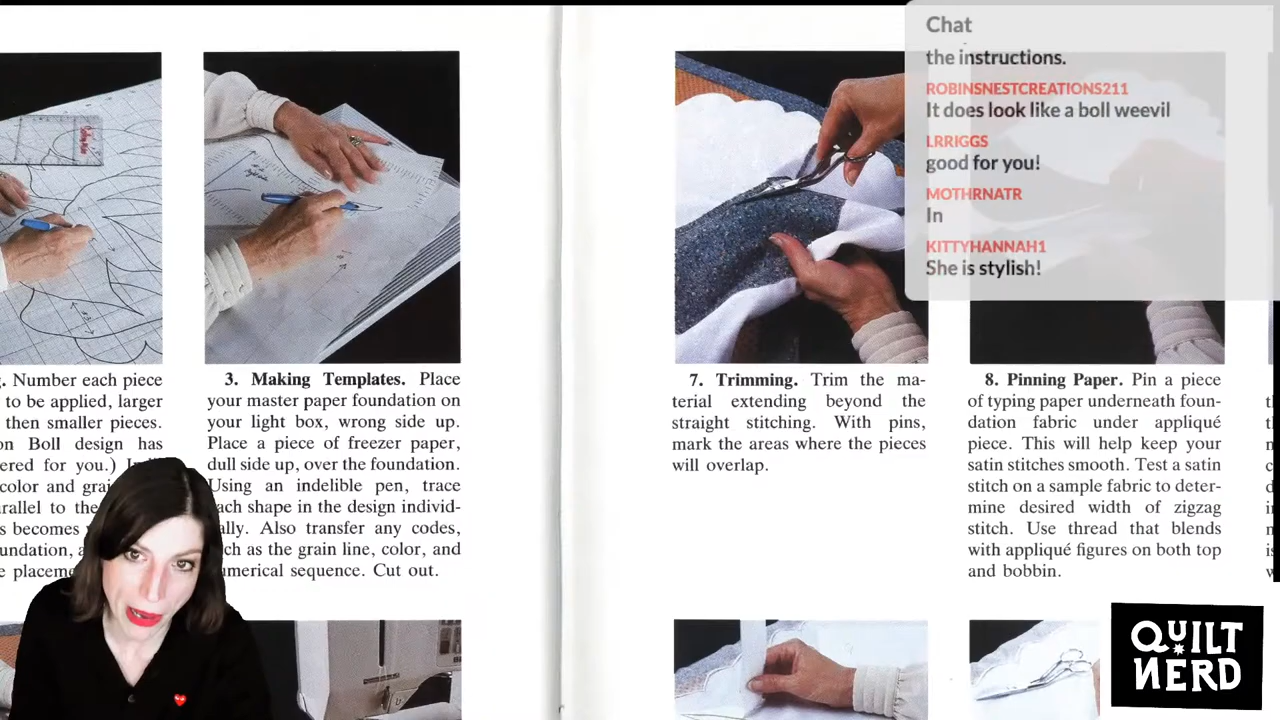 . Number each piece
to be applied, larger
then smaller pieces.
on Boll design has
ered for you.)
color and
rallel to the
s becomes
undation,
e
3. Making Templates. Place
your master paper foundation on
your light box, wrong side up.
Place a piece of freezer paper,
dull side up, over the foundation.
Using an indelible pen, trace
ach shape in the design individ-
ally. Also transfer any codes,
ch as the grain line, color, and
merical sequence. Cut out.
7. Trimming. Trim the ma-
terial extending beyond the
straight stitching. With pins,
mark the areas where the pieces
will overlap.
8. Pinning Paper. Pin a piece
of typing paper underneath foun-
dation fabric under appliqué
piece. This will help keep your
satin stitches smooth. Test a satin
stitch on a sample fabric to deter-
mine desired width of zigzag
stitch. Use thread that blends
with appliqué figures on both top
and bobbin.
Chat
the instructions.
ROBINSNESTCREATIONS211
It does look like a boll weevil
LRRIGGS
good for you!
MOTHRNATR
In
KITTYHANNAH1
She is stylish!
QUILT
NERD